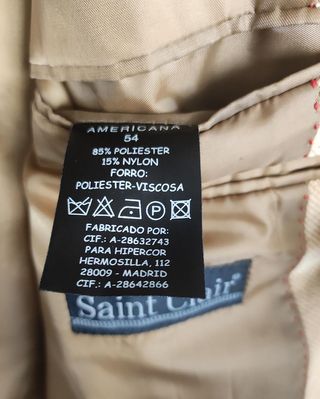 AMERICANA
54
85% POLIESTER
15% NYLON
FORRO:
POLIESTER-VISCOSA
P
FABRICADO POR:
CIF.: A-28632743
PARA HIPERCOR
HERMOSILLA, 112
28009 - MADRID
CIF.: A-28642866
Saint Clair®